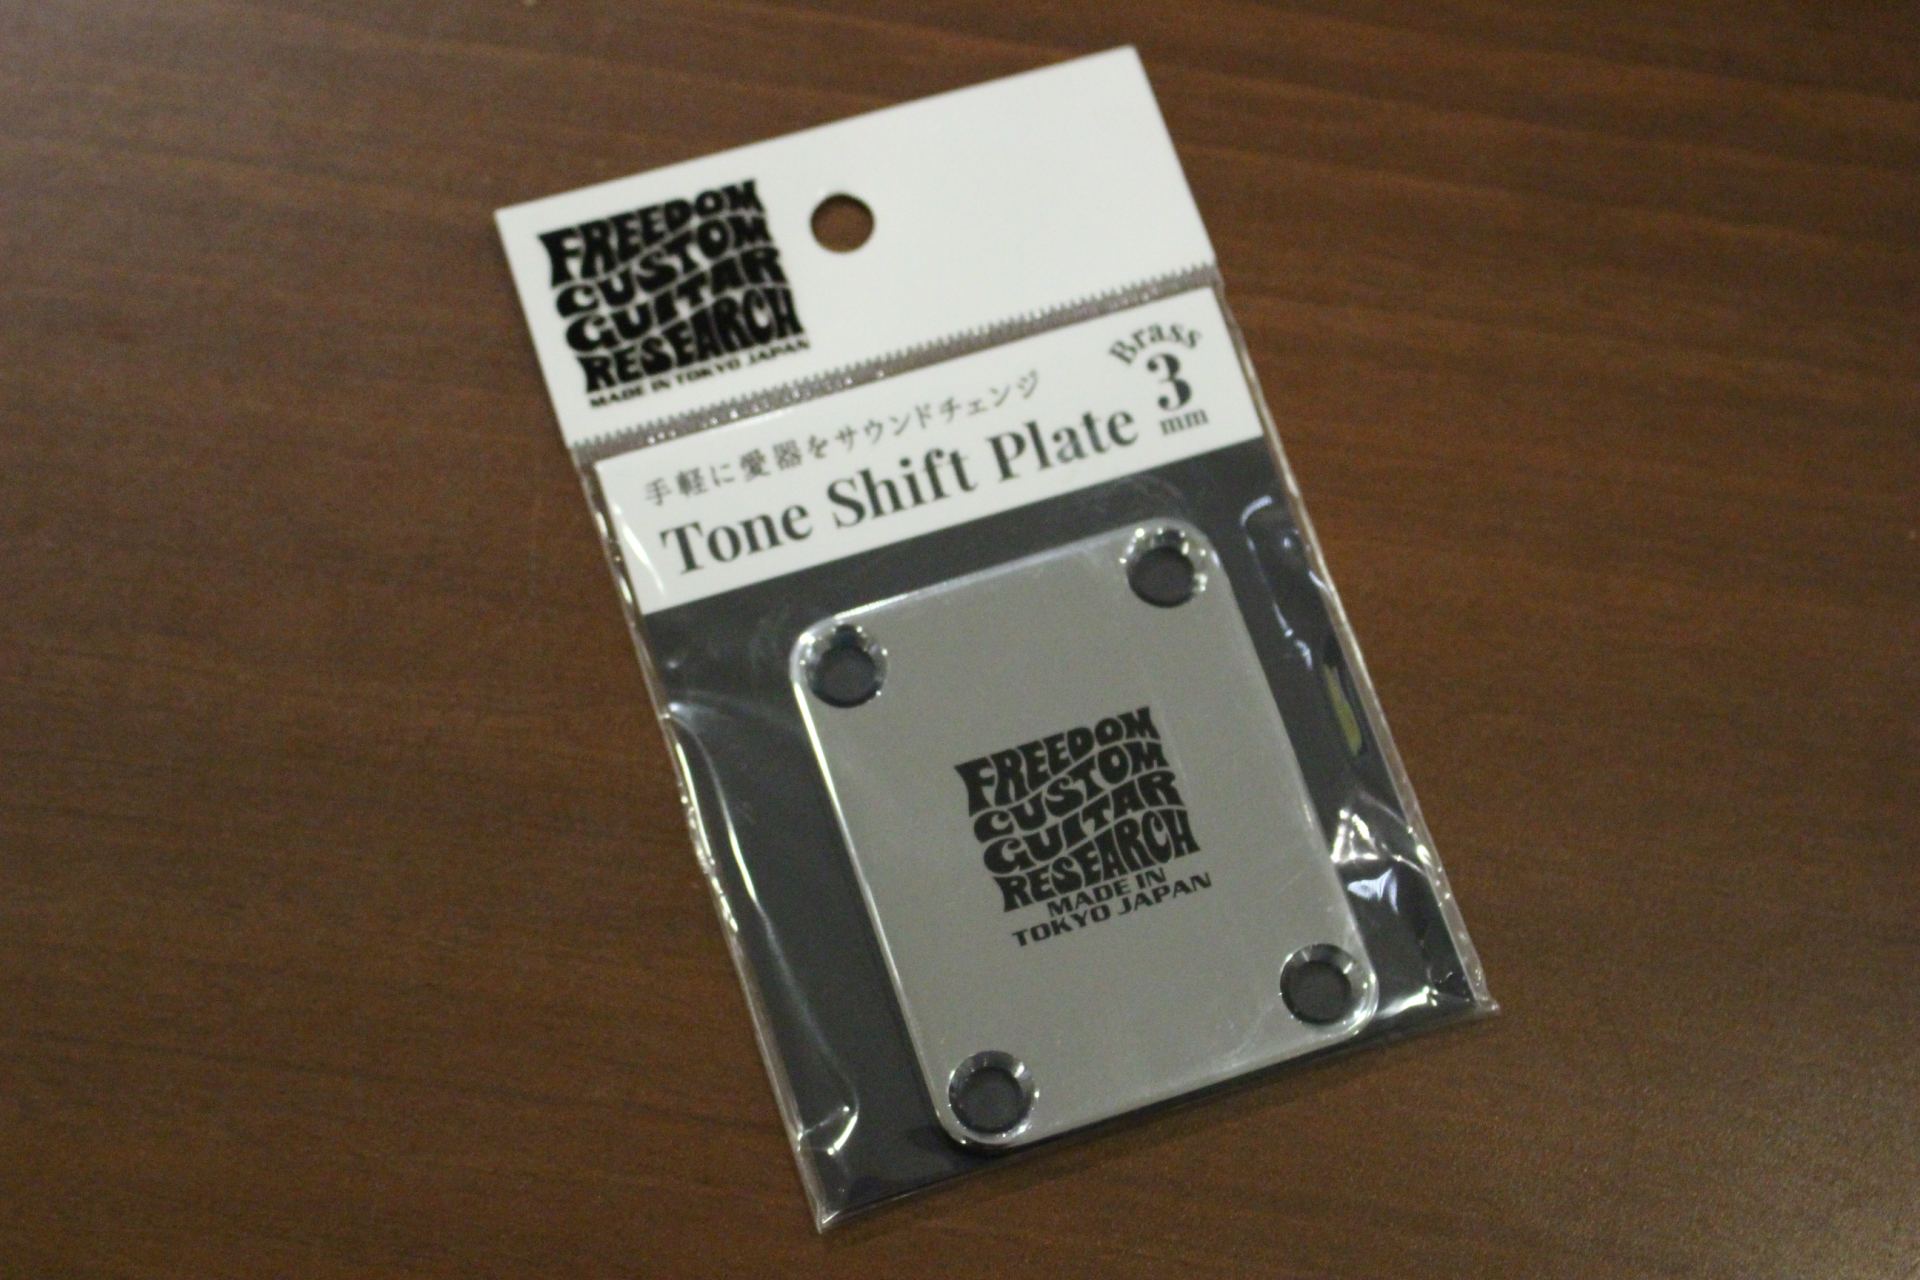 FREEDOM
CUSTOM
GUITAR
RESEARCH
MADE IN TOKYO JAPAN
手軽に愛器をサウンドチェンジ
Tone Shift Plate
Brass
3
mm
FREEDOM
CUSTOM
GUITAR
RESEARCH
MADE IN
TOKYO JAPAN